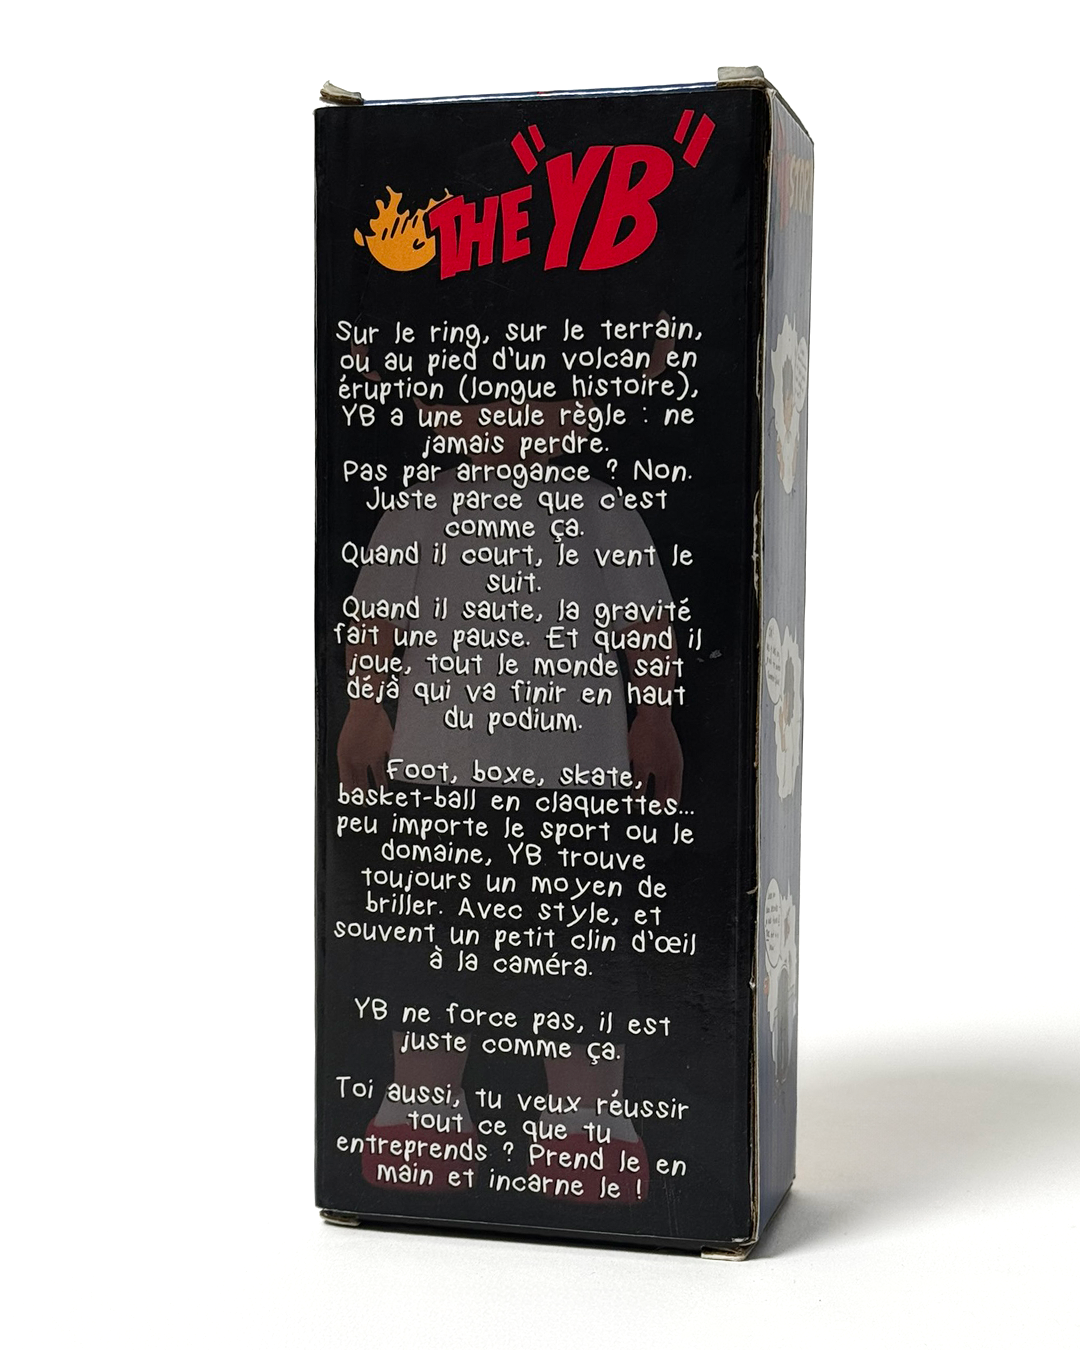 THE "YB"
Sur le ring, sur le terrain,
ou au pied d'un volcan en
éruption (longue histoire),
YB a une seule règle : ne
jamais perdre.
Pas par arrogance ? Non.
Juste parce que c'est
comme ça.
Quand il court, le vent le
suit.
Quand il saute, la gravité
fait une pause. Et quand il
joue, tout le monde sait
déjà qui va finir en haut
du podium.
Foot, boxe, skate,
basket-ball en claquettes...
peu importe le sport ou le
domaine, YB trouve
toujours un moyen de
briller. Avec style, et
souvent un petit clin d'œil
à la caméra.
YB ne force pas, il est
juste comme ça.
Toi aussi, tu veux réussir
tout ce que tu
entreprends ? Prend le en
main et incarne le !